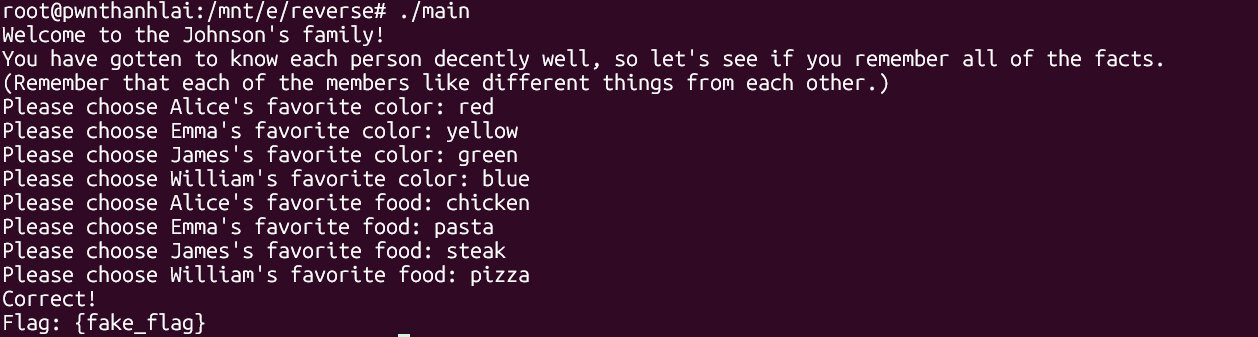 root@pwnthanhlai:/mnt/e/reverse# ./main
Welcome to the Johnson's family!
You have gotten to know each person decently well, so let's see if you remember all of the facts.
(Remember that each of the members like different things from each other.)
Please choose Alice's favorite color: red
Please choose Emma's favorite color: yellow
Please choose James's favorite color: green
Please choose William's favorite color: blue
Please choose Alice's favorite food: chicken
Please choose Emma's favorite food: pasta
Please choose James's favorite food: steak
Please choose William's favorite food: pizza
Correct!
Flag: {fake_flag}